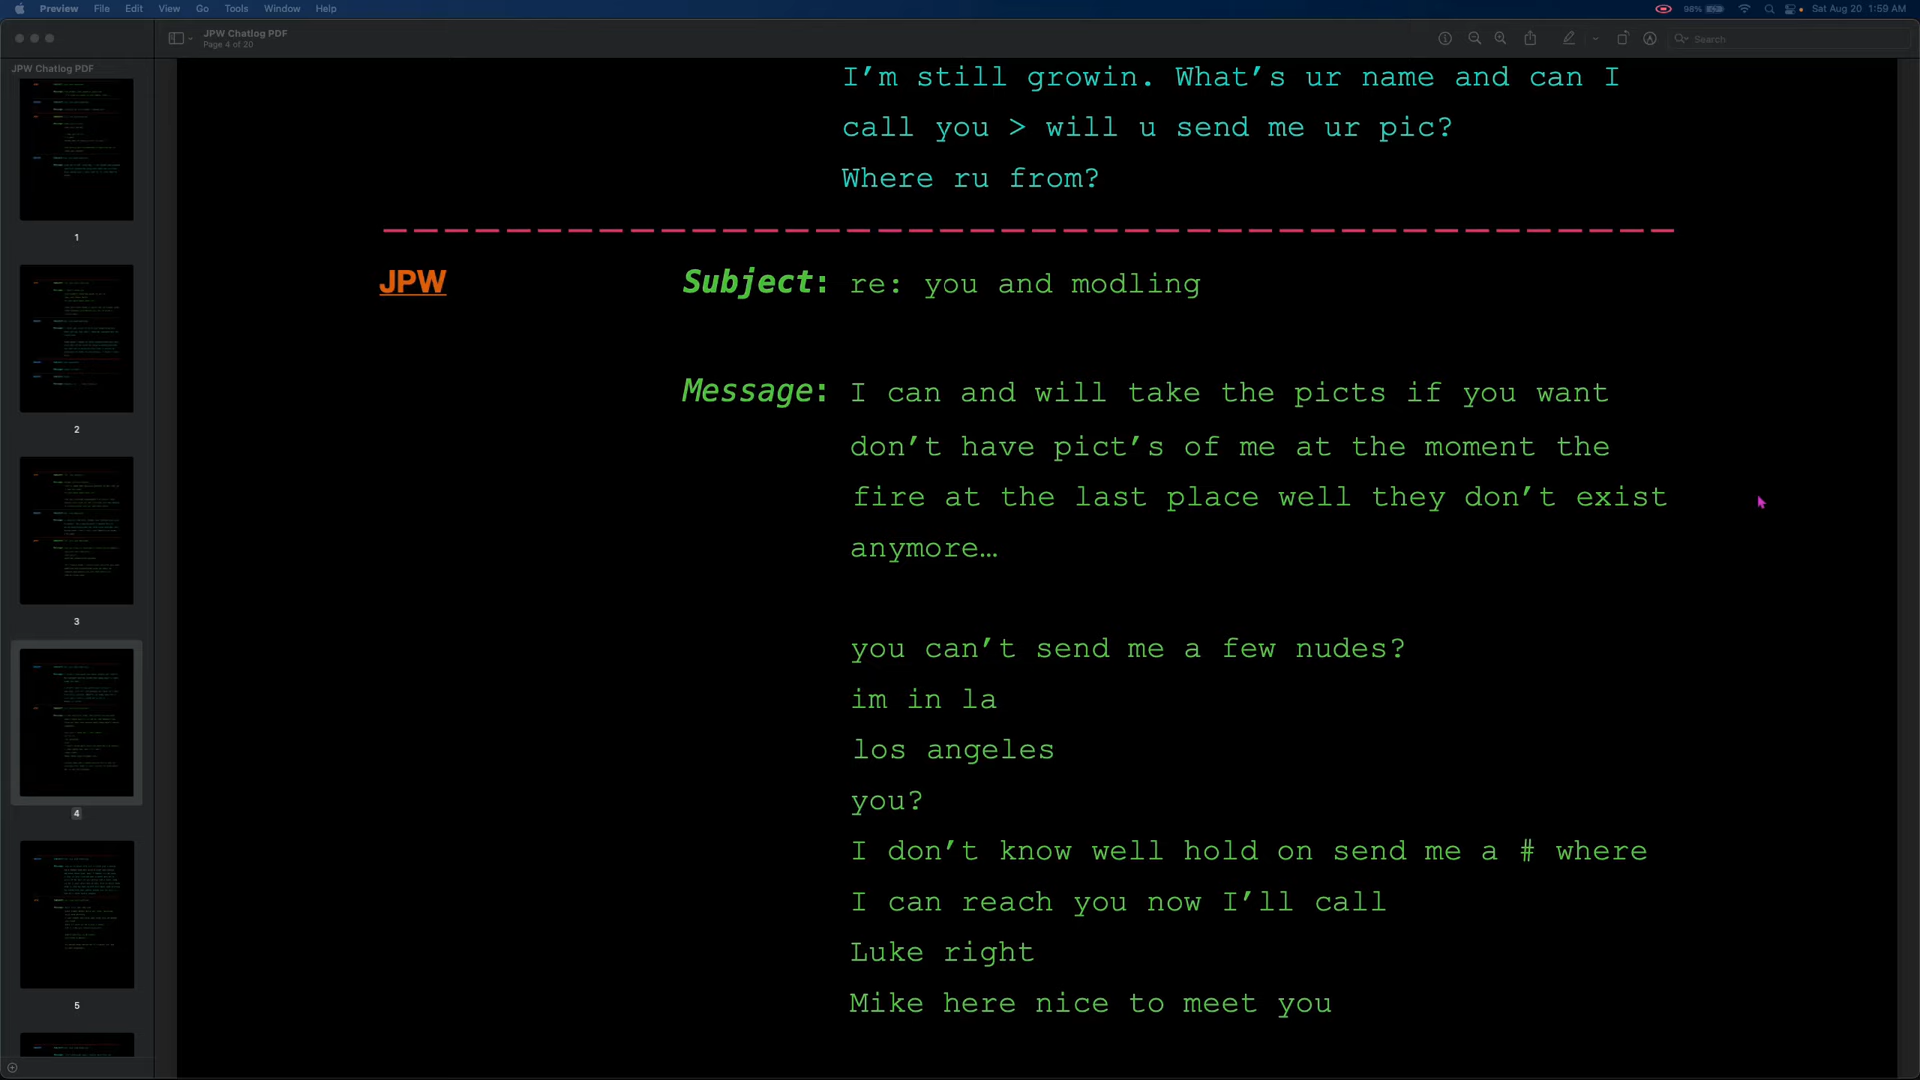 Preview File Edit View Go Tools Window Help
98% Sat Aug 20 1:59 AM
JPW Chatlog PDF
Page 4 of 20
Search
JPW Chatlog PDF
1
2
3
4
5
I'm still growin. What's ur name and can I
call you > will u send me ur pic?
Where ru from?
JPW Subject: re: you and modling
Message: I can and will take the picts if you want
don't have pict's of me at the moment the
fire at the last place well they don't exist
anymore…
you can't send me a few nudes?
im in la
los angeles
you?
I don't know well hold on send me a # where
I can reach you now I'll call
Luke right
Mike here nice to meet you